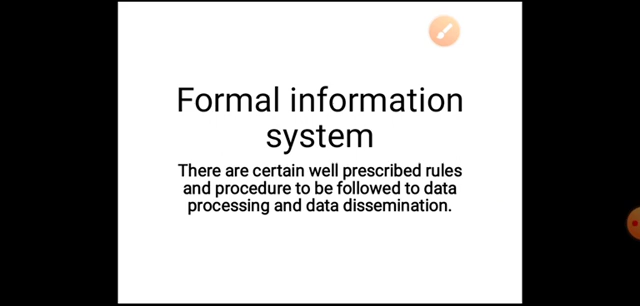 Formal information
system
There are certain well prescribed rules
and procedure to be followed to data
processing and data dissemination.